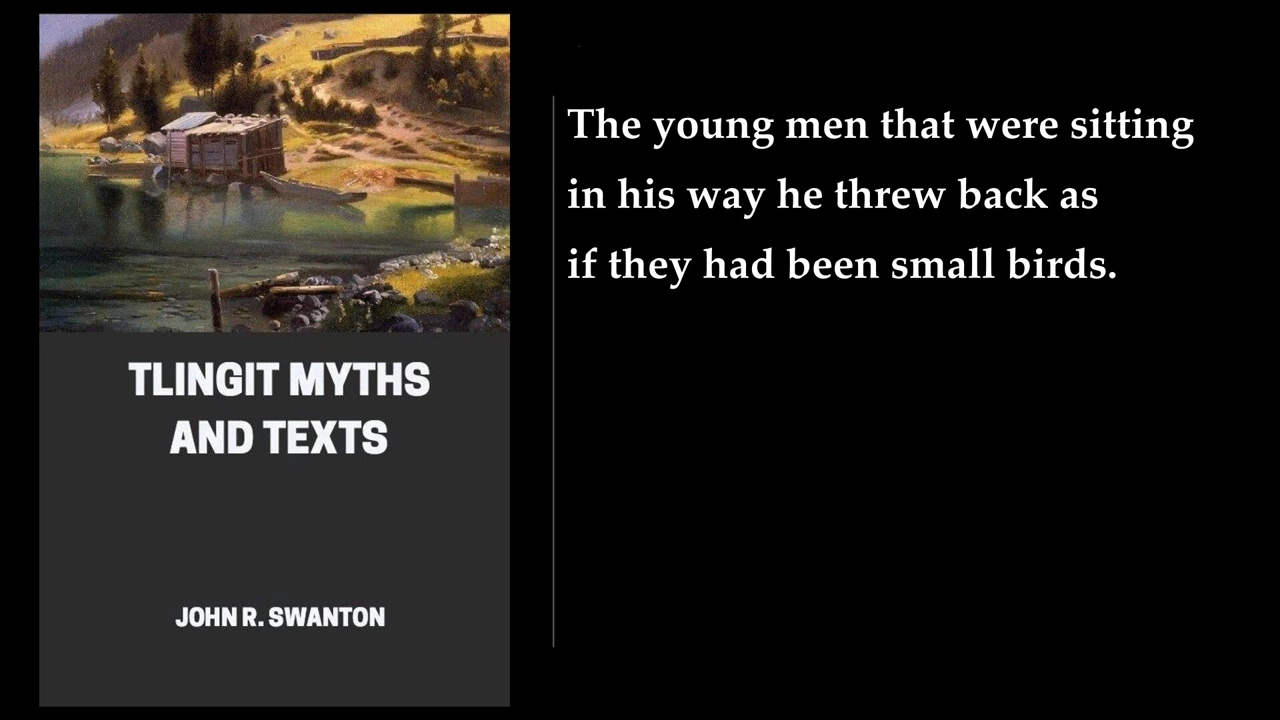 TLINGIT MYTHS
AND TEXTS
JOHN R. SWANTON
The young men that were sitting
in his way he threw back as
if they had been small birds.